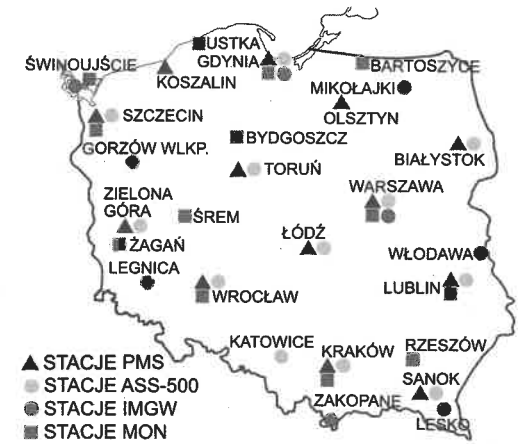 USTKA
GDYNIA
ŚWINOUJŚCIE
KOSZALIN
BARTOSZYCE
MIKOŁAJKI
OLSZTYN
SZCZECIN
BYDGOSZCZ
GORZÓW WLKP.
BIAŁYSTOK
TORUŃ
WARSZAWA
ZIELONA
GÓRA
ŚREM
ŁÓDŹ
ŻAGAŃ
WŁODAWA
LEGNICA
LUBLIN
WROCŁAW
KATOWICE
KRAKÓW
RZESZÓW
SANOK
ZAKOPANE
LESKO
STACJE PMS
STACJE ASS-500
STACJE IMGW
STACJE MON